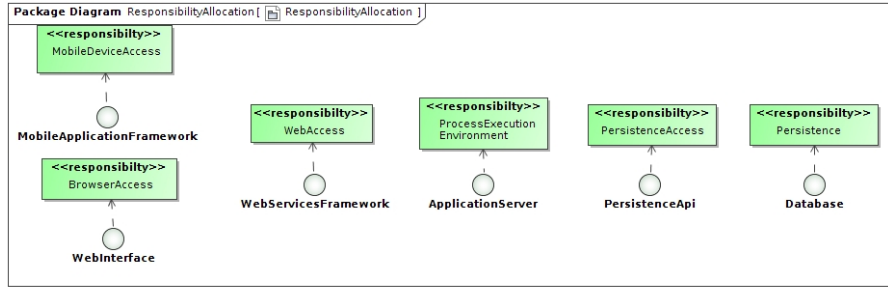 Package Diagram ResponsibilityAllocation [ ResponsibilityAllocation ]
<<responsibilty>>
MobileDeviceAccess
MobileApplicationFramework
<<responsibilty>>
BrowserAccess
WebInterface
<<responsibilty>>
WebAccess
WebServicesFramework
<<responsibilty>>
ProcessExecution
Environment
ApplicationServer
<<responsibilty>>
PersistenceAccess
PersistenceApi
<<responsibilty>>
Persistence
Database